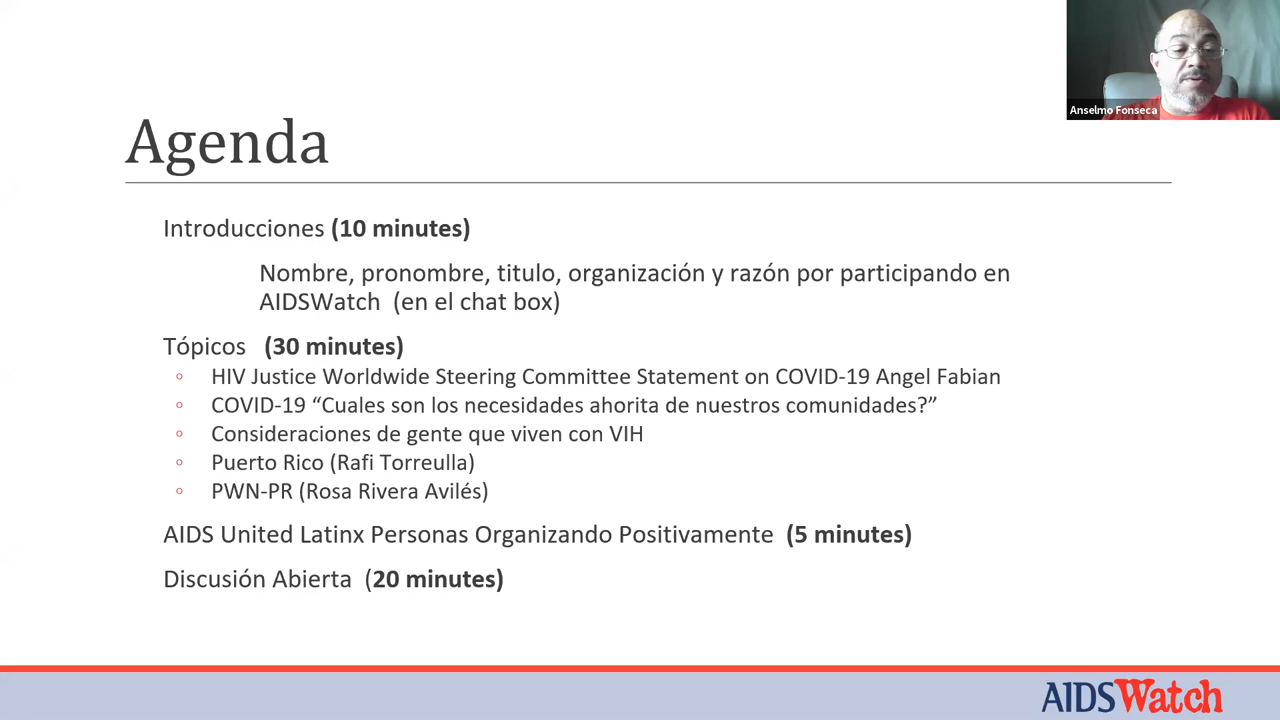 Anselmo Fonseca
Agenda
Introducciones (10 minutes)
Nombre, pronombre, titulo, organización y razón por participando en
AIDSWatch (en el chat box)
Tópicos (30 minutes)
HIV Justice Worldwide Steering Committee Statement on COVID-19 Angel Fabian
COVID-19 “Cuales son los necesidades ahorita de nuestros comunidades?”
Consideraciones de gente que viven con VIH
Puerto Rico (Rafi Torreulla)
PWN-PR (Rosa Rivera Avilés)
AIDS United Latinx Personas Organizando Positivamente (5 minutes)
Discusión Abierta (20 minutes)
AIDSWatch